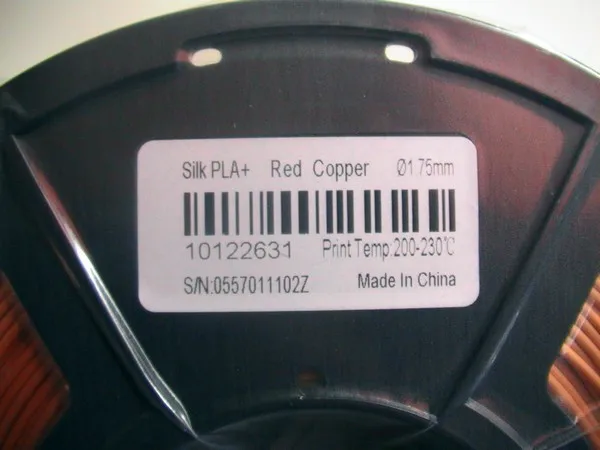 Silk PLA+ Red Copper Ø1.75mm
10122631 Print Temp:200-230℃
S/N:0557011102Z Made In China